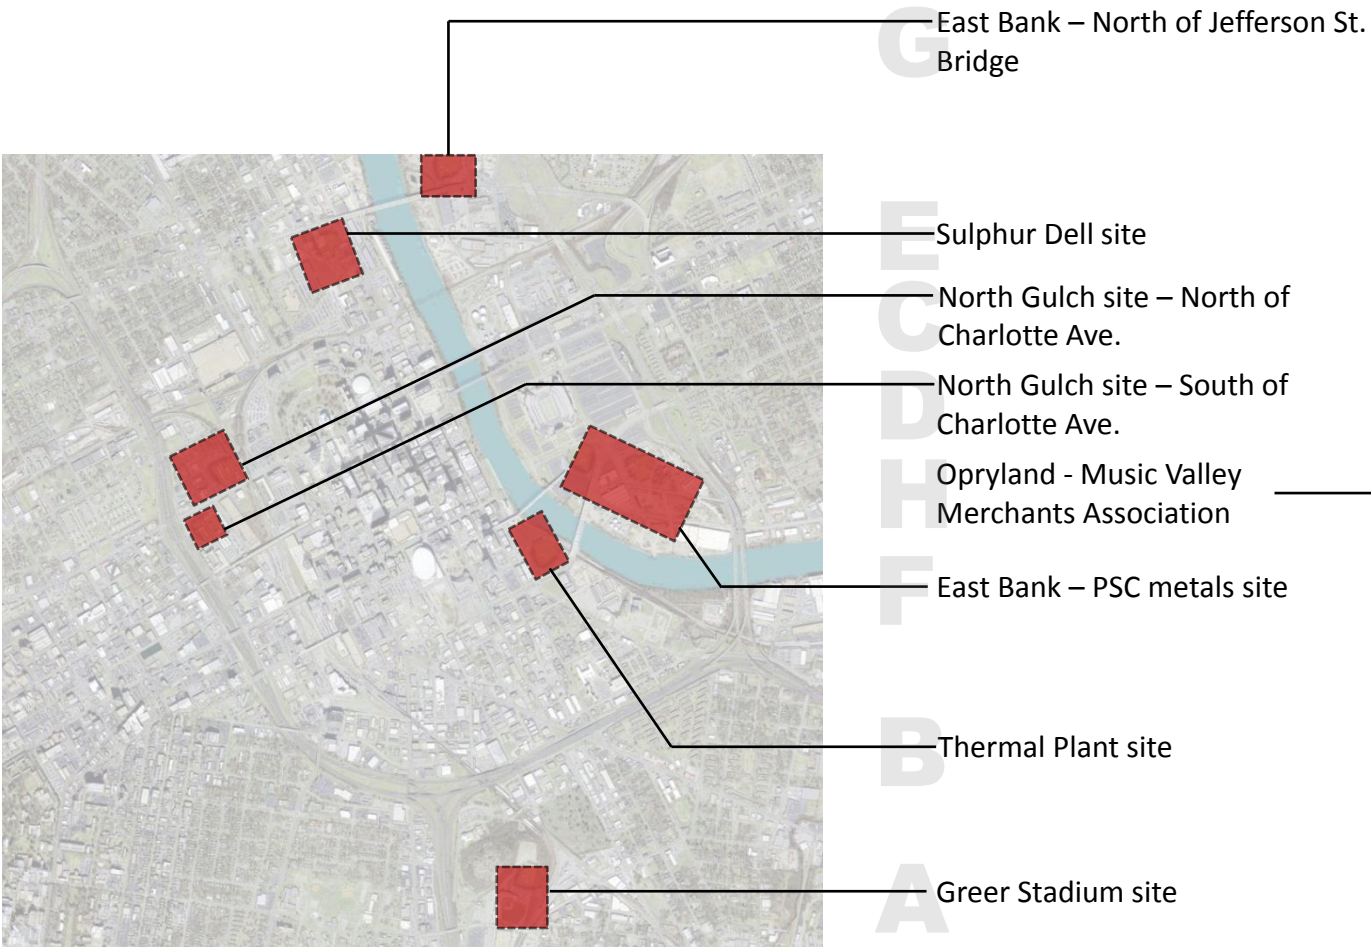 G
East Bank – North of Jefferson St.
Bridge
E
Sulphur Dell site
C
North Gulch site – North of
Charlotte Ave.
D
North Gulch site – South of
Charlotte Ave.
H
Opryland - Music Valley
Merchants Association
F
East Bank – PSC metals site
B
Thermal Plant site
A
Greer Stadium site